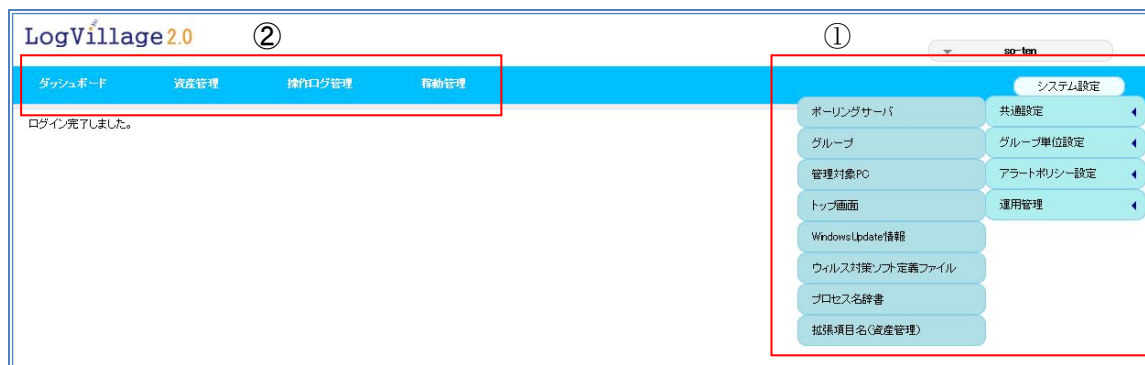 LogVillage 2.0
②
①
so-ten
ダッシュボード 資産管理 操作ログ管理 稼動管理
システム設定
ログイン完了しました。
ポーリングサーバ 共通設定
グループ グループ単位設定
管理対象PC アラートポリシー設定
トップ画面 運用管理
WindowsUpdate情報
ウィルス対策ソフト定義ファイル
プロセス名辞書
拡張項目名(資産管理)